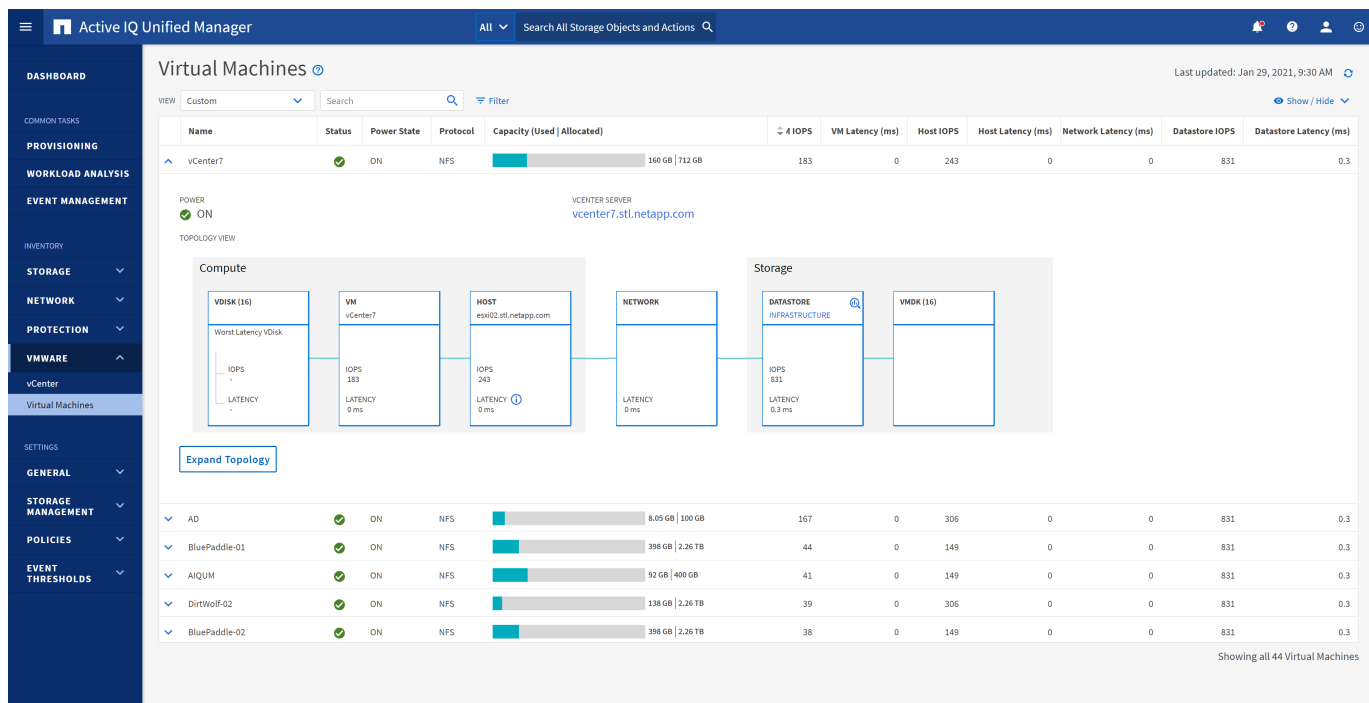 Active IQ Unified Manager
All
Search All Storage Objects and Actions
DASHBOARD
COMMON TASKS
PROVISIONING
WORKLOAD ANALYSIS
EVENT MANAGEMENT
INVENTORY
STORAGE
NETWORK
PROTECTION
VMWARE
vCenter
Virtual Machines
SETTINGS
GENERAL
STORAGE
MANAGEMENT
POLICIES
EVENT
THRESHOLDS
Virtual Machines
Last updated: Jan 29, 2021, 9:30 AM
VIEW Custom Search Filter Show / Hide
Name Status Power State Protocol Capacity (Used | Allocated) IOPS VM Latency (ms) Host IOPS Host Latency (ms) Network Latency (ms) Datastore IOPS Datastore Latency (ms)
vCenter7 ON NFS 160 GB | 712 GB 183 0 243 0 0 831 0.3
POWER
ON
VCENTER SERVER
vcenter7.stl.netapp.com
TOPOLOGY VIEW
Compute
VDISK (16)
Worst Latency VDisk
IOPS
-
LATENCY
-
VM
vCenter7
IOPS
183
LATENCY
0 ms
HOST
esxi02.stl.netapp.com
IOPS
243
LATENCY
0 ms
NETWORK
LATENCY
0 ms
Storage
DATASTORE
INFRASTRUCTURE
IOPS
831
LATENCY
0.3 ms
VMDK (16)
Expand Topology
AD ON NFS 8.05 GB | 100 GB 167 0 306 0 0 831 0.3
BluePaddle-01 ON NFS 398 GB | 2.26 TB 44 0 149 0 0 831 0.3
AIQUM ON NFS 92 GB | 400 GB 41 0 149 0 0 831 0.3
DirtWolf-02 ON NFS 138 GB | 2.26 TB 39 0 306 0 0 831 0.3
BluePaddle-02 ON NFS 398 GB | 2.26 TB 38 0 149 0 0 831 0.3
Showing all 44 Virtual Machines